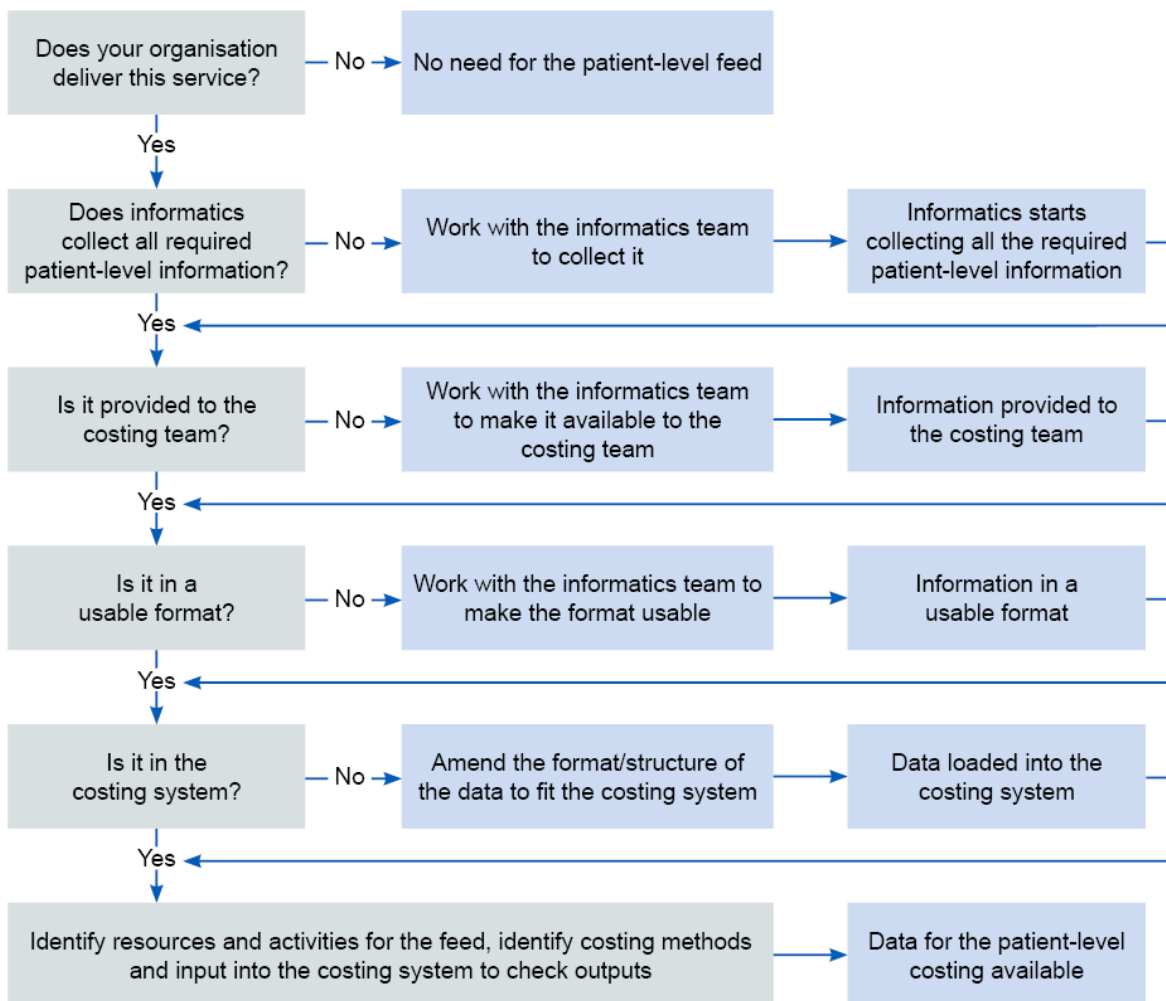 Does your organisation
deliver this service?
No
No need for the patient-level feed
Yes
Does informatics
collect all required
patient-level information?
No
Work with the informatics team
to collect it
Informatics starts
collecting all the required
patient-level information
Yes
Is it provided to the
costing team?
No
Work with the informatics team
to make it available to the
costing team
Information provided to
the costing team
Yes
Is it in a
usable format?
No
Work with the informatics team to
make the format usable
Information in a
usable format
Yes
Is it in the
costing system?
No
Amend the format/structure of
the data to fit the costing system
Data loaded into the
costing system
Yes
Identify resources and activities for the feed, identify costing methods
and input into the costing system to check outputs
Data for the patient-level
costing available